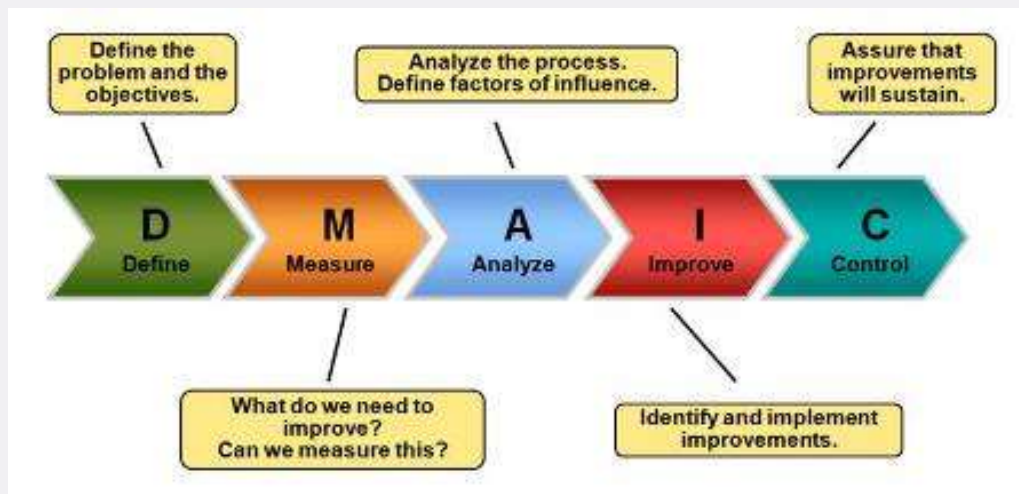 Define the
problem and the
objectives.
Analyze the process.
Define factors of influence.
Assure that
improvements
will sustain.
D
Define
M
Measure
A
Analyze
I
Improve
C
Control
What do we need to
improve?
Can we measure this?
Identify and implement
improvements.